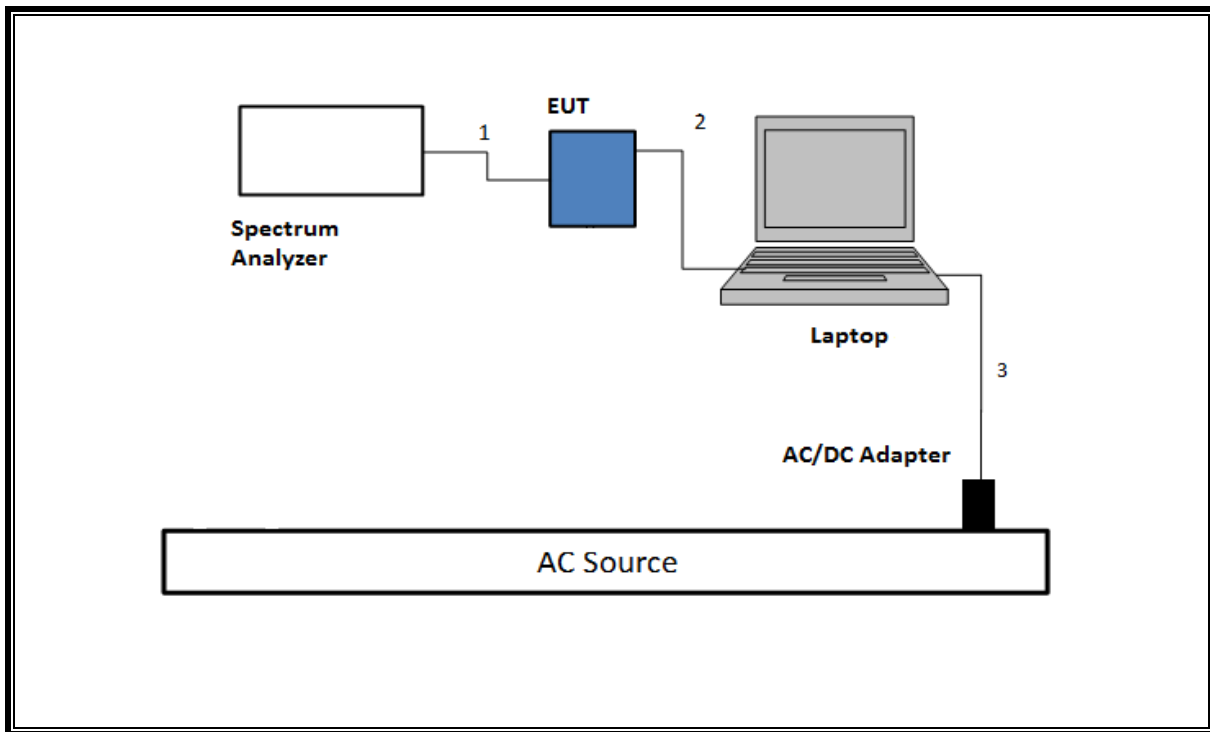 EUT
1
2
Spectrum
Analyzer
Laptop
3
AC/DC Adapter
AC Source